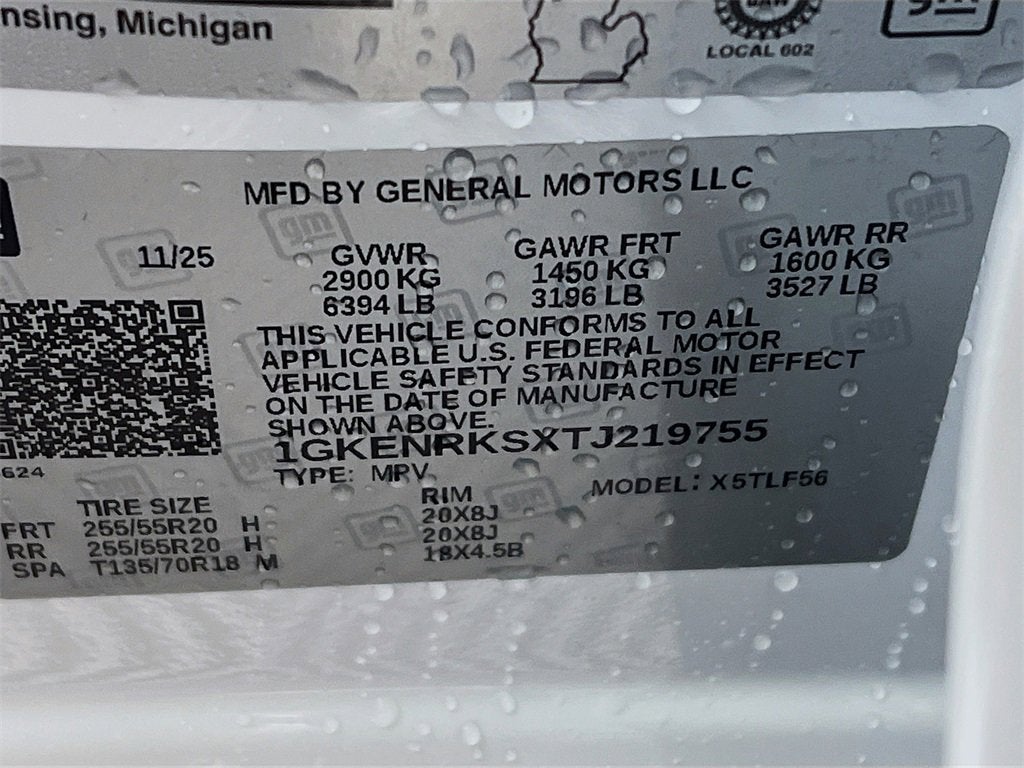 nsing, Michigan
LOCAL 602
gm
MFD BY GENERAL MOTORS LLC
11/25 GVWR GAWR FRT GAWR RR
2900 KG 1450 KG 1600 KG
6394 LB 3196 LB 3527 LB
THIS VEHICLE CONFORMS TO ALL
APPLICABLE U.S. FEDERAL MOTOR
VEHICLE SAFETY STANDARDS IN EFFECT
ON THE DATE OF MANUFACTURE
SHOWN ABOVE.
1GKENRKSXTJ219755
624
TYPE: MPV MODEL: X5TLF56
TIRE SIZE RIM
FRT 255/55R20 H 20X8J
RR 255/55R20 H 20X8J
SPA T135/70R18 M 18X4.5B